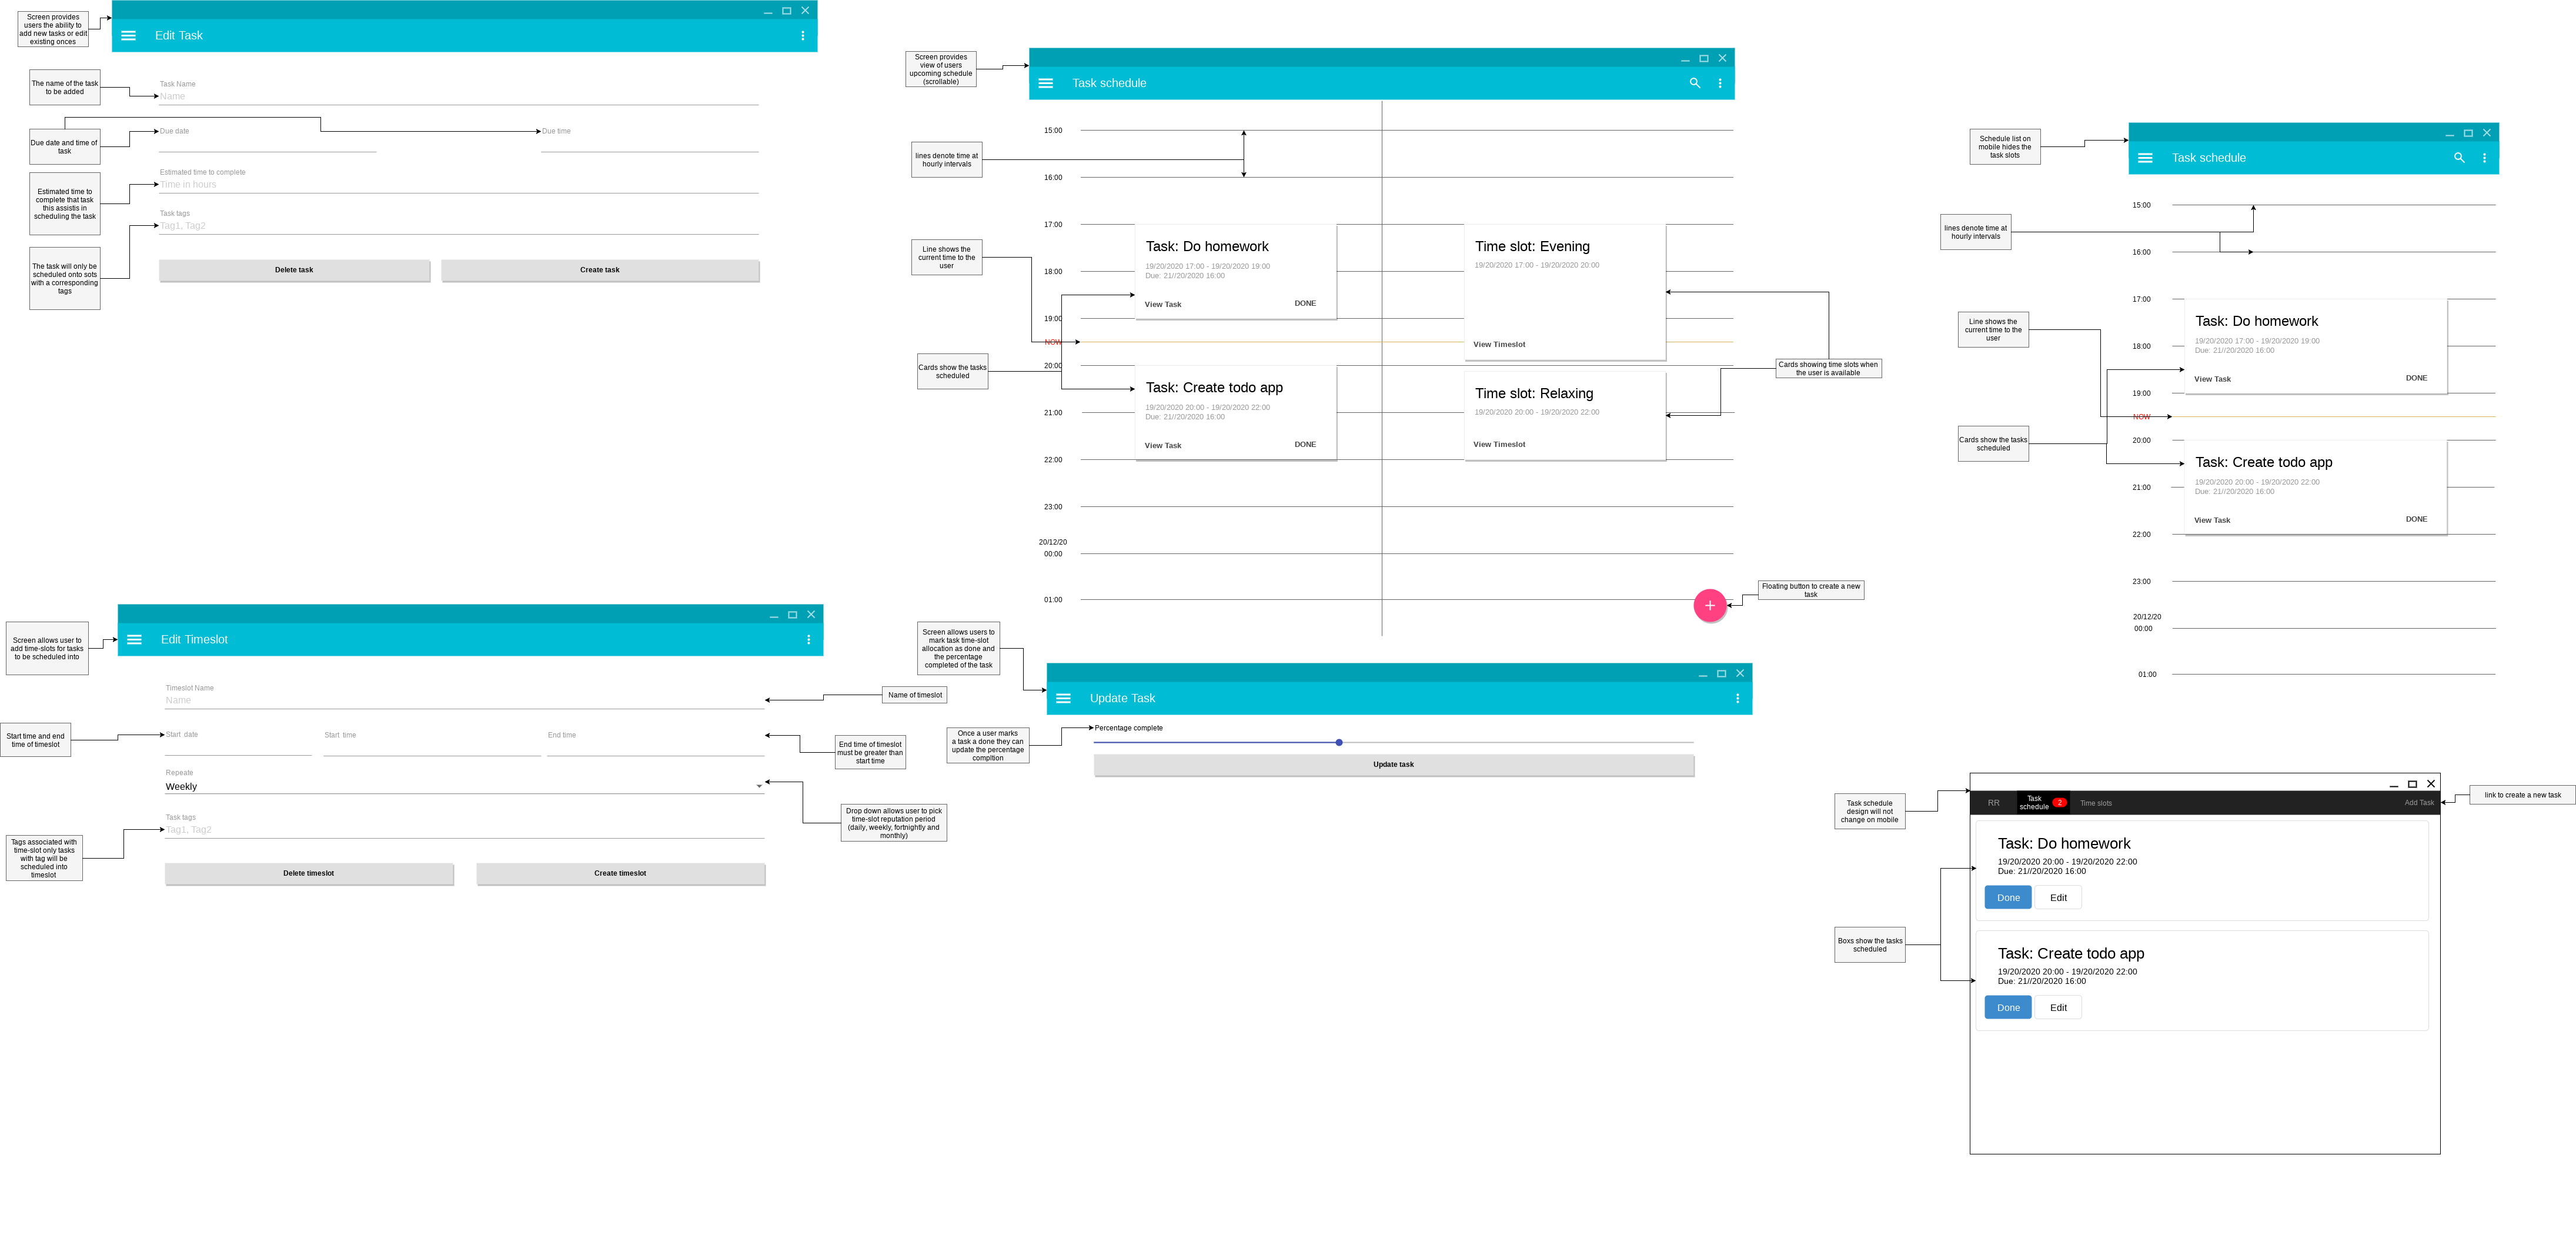 Screen provides
users the ability to
add new tasks or edit
existing onces
Edit Task
The name of the task
to be added
Task Name
Name
Due date and time of
task
Due date
Due time
Estimated time to
complete that task
this assistis in
scheduling the task
Estimated time to complete
Time in hours
Task tags
Tag1, Tag2
The task will only be
scheduled onto sots
with a corresponding
tags
Delete task
Create task
Screen provides
view of users
upcoming schedule
(scrollable)
Task schedule
lines denote time at
hourly intervals
15:00
16:00
17:00
18:00
19:00
NOW
20:00
21:00
22:00
23:00
20/12/20
00:00
01:00
Line shows the
current time to the
user
Cards show the tasks
scheduled
Task: Do homework
19/20/2020 17:00 - 19/20/2020 19:00
Due: 21//20/2020 16:00
View Task
DONE
Time slot: Evening
19/20/2020 17:00 - 19/20/2020 20:00
View Timeslot
Task: Create todo app
19/20/2020 20:00 - 19/20/2020 22:00
Due: 21//20/2020 16:00
View Task
DONE
Time slot: Relaxing
19/20/2020 20:00 - 19/20/2020 22:00
View Timeslot
Cards showing time slots when
the user is available
Floating button to create a new
task
Schedule list on
mobile hides the
task slots
Task schedule
lines denote time at
hourly intervals
15:00
16:00
17:00
18:00
19:00
NOW
20:00
21:00
22:00
23:00
20/12/20
00:00
01:00
Line shows the
current time to the
user
Cards show the tasks
scheduled
Task: Do homework
19/20/2020 17:00 - 19/20/2020 19:00
Due: 21//20/2020 16:00
View Task
DONE
Task: Create todo app
19/20/2020 20:00 - 19/20/2020 22:00
Due: 21//20/2020 16:00
View Task
DONE
Screen allows user to
add time-slots for tasks
to be scheduled into
Edit Timeslot
Timeslot Name
Name
Name of timeslot
Start time and end
time of timeslot
Start date
Start time
End time
End time of timeslot
must be greater than
start time
Repeate
Weekly
Drop down allows user to pick
time-slot reputation period
(daily, weekly, fortnightly and
monthly)
Task tags
Tag1, Tag2
Tags associated with
time-slot only tasks
with tag will be
scheduled into
timeslot
Delete timeslot
Create timeslot
Screen allows users to
mark task time-slot
allocation as done and
the percentage
completed of the task
Update Task
Once a user marks
a task a done they can
update the percentage
compltion
Percentage complete
Update task
Task schedule
design will not
change on mobile
RR
Task
schedule
2
Time slots
Add Task
link to create a new task
Boxs show the tasks
scheduled
Task: Do homework
19/20/2020 20:00 - 19/20/2020 22:00
Due: 21//20/2020 16:00
Done
Edit
Task: Create todo app
19/20/2020 20:00 - 19/20/2020 22:00
Due: 21//20/2020 16:00
Done
Edit